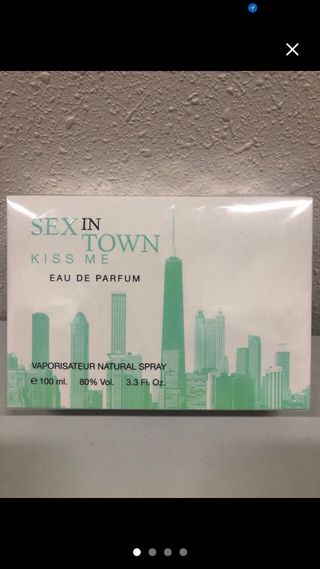 SEX IN
TOWN
KISS ME
EAU DE PARFUM
VAPORISATEUR NATURAL SPRAY
℮ 100 ml. 80% Vol. 3.3 Fl. Oz.